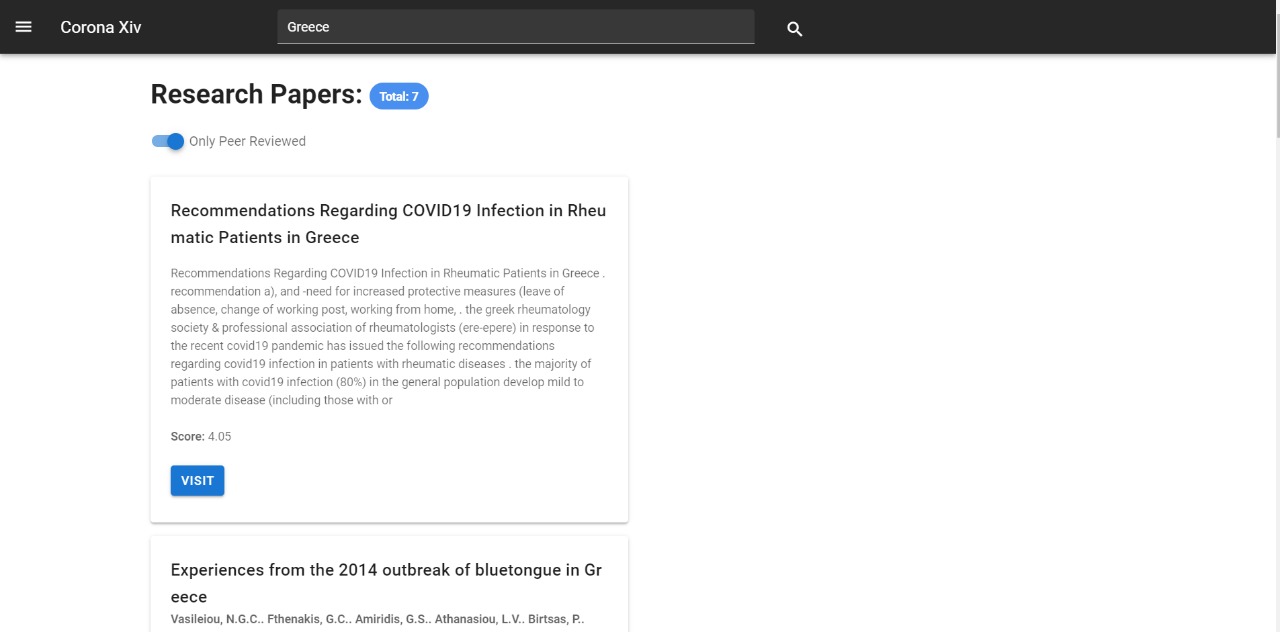 Corona Xiv
Greece
Research Papers:
Total: 7
Only Peer Reviewed
Recommendations Regarding COVID19 Infection in Rheu
matic Patients in Greece
Recommendations Regarding COVID19 Infection in Rheumatic Patients in Greece .
recommendation a), and -need for increased protective measures (leave of
absence, change of working post, working from home, . the greek rheumatology
society & professional association of rheumatologists (ere-epere) in response to
the recent covid19 pandemic has issued the following recommendations
regarding covid19 infection in patients with rheumatic diseases . the majority of
patients with covid19 infection (80%) in the general population develop mild to
moderate disease (including those with or
Score: 4.05
VISIT
Experiences from the 2014 outbreak of bluetongue in Gr
eece
Vasileiou, N.G.C.. Fthenakis, G.C.. Amiridis, G.S.. Athanasiou, L.V.. Birtsas, P..